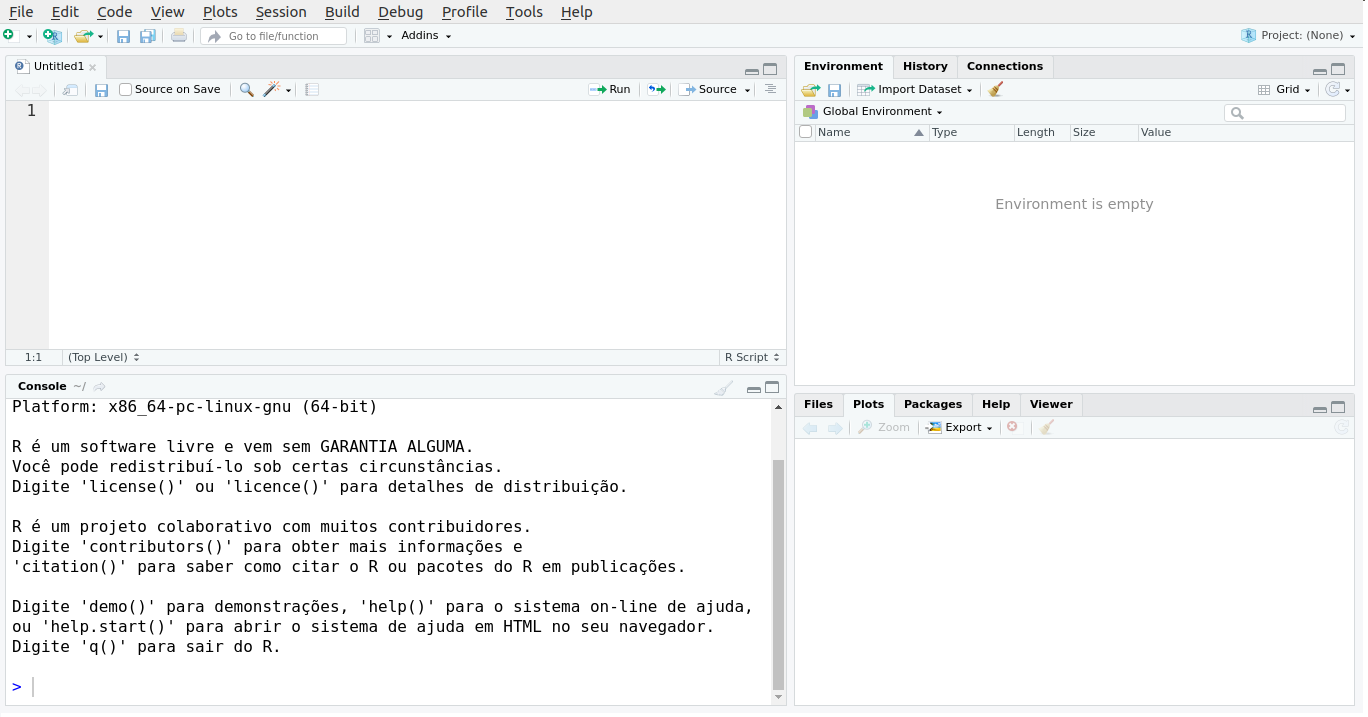 File Edit Code View Plots Session Build Debug Profile Tools Help
Go to file/function Addins Project: (None)
Untitled1
Source on Save Run Source
1
1:1 (Top Level) R Script
Console ~/
Platform: x86_64-pc-linux-gnu (64-bit)
R é um software livre e vem sem GARANTIA ALGUMA.
Você pode redistribuí-lo sob certas circunstâncias.
Digite 'license()' ou 'licence()' para detalhes de distribuição.
R é um projeto colaborativo com muitos contribuidores.
Digite 'contributors()' para obter mais informações e
'citation()' para saber como citar o R ou pacotes do R em publicações.
Digite 'demo()' para demonstrações, 'help()' para o sistema on-line de ajuda,
ou 'help.start()' para abrir o sistema de ajuda em HTML no seu navegador.
Digite 'q()' para sair do R.
>
Environment History Connections
Import Dataset Grid
Global Environment
Name Type Length Size Value
Environment is empty
Files Plots Packages Help Viewer
Zoom Export